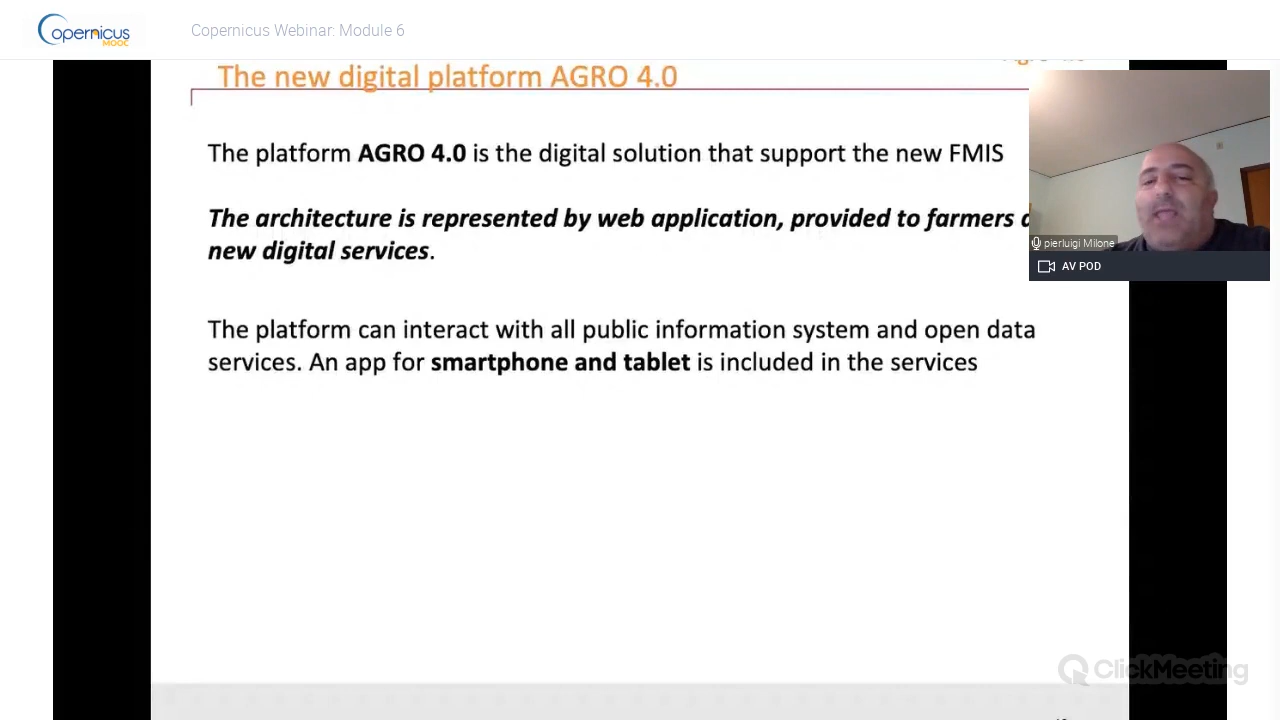 Copernicus
MOOC
Copernicus Webinar: Module 6
The new digital platform AGRO 4.0
The platform AGRO 4.0 is the digital solution that support the new FMIS
The architecture is represented by web application, provided to farmers
new digital services.
The platform can interact with all public information system and open data
services. An app for smartphone and tablet is included in the services
pierluigi Milone
AV POD
ClickMeeting